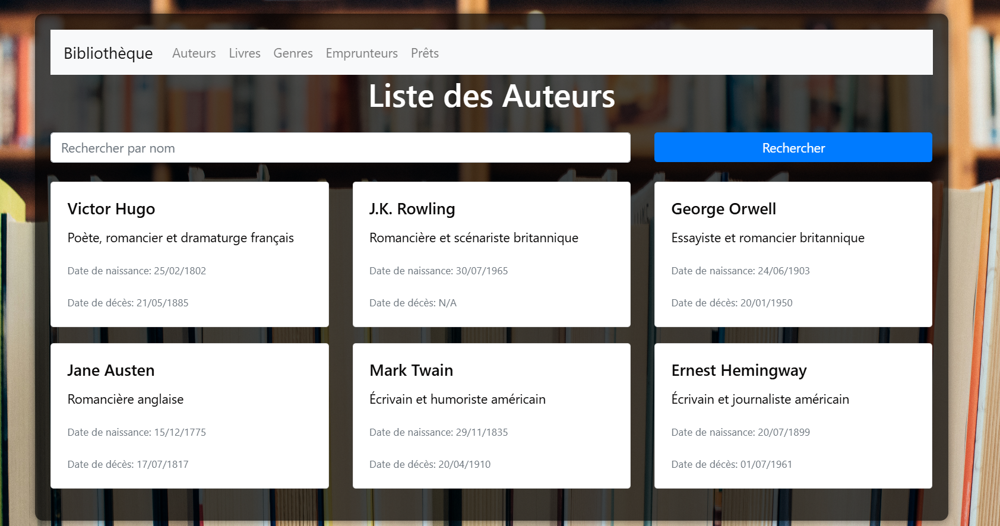 Bibliothèque Auteurs Livres Genres Emprunteurs Prêts
Liste des Auteurs
Rechercher par nom Rechercher
Victor Hugo
Poète, romancier et dramaturge français
Date de naissance: 25/02/1802
Date de décès: 21/05/1885
J.K. Rowling
Romancière et scénariste britannique
Date de naissance: 30/07/1965
Date de décès: N/A
George Orwell
Essayiste et romancier britannique
Date de naissance: 24/06/1903
Date de décès: 20/01/1950
Jane Austen
Romancière anglaise
Date de naissance: 15/12/1775
Date de décès: 17/07/1817
Mark Twain
Écrivain et humoriste américain
Date de naissance: 29/11/1835
Date de décès: 20/04/1910
Ernest Hemingway
Écrivain et journaliste américain
Date de naissance: 20/07/1899
Date de décès: 01/07/1961